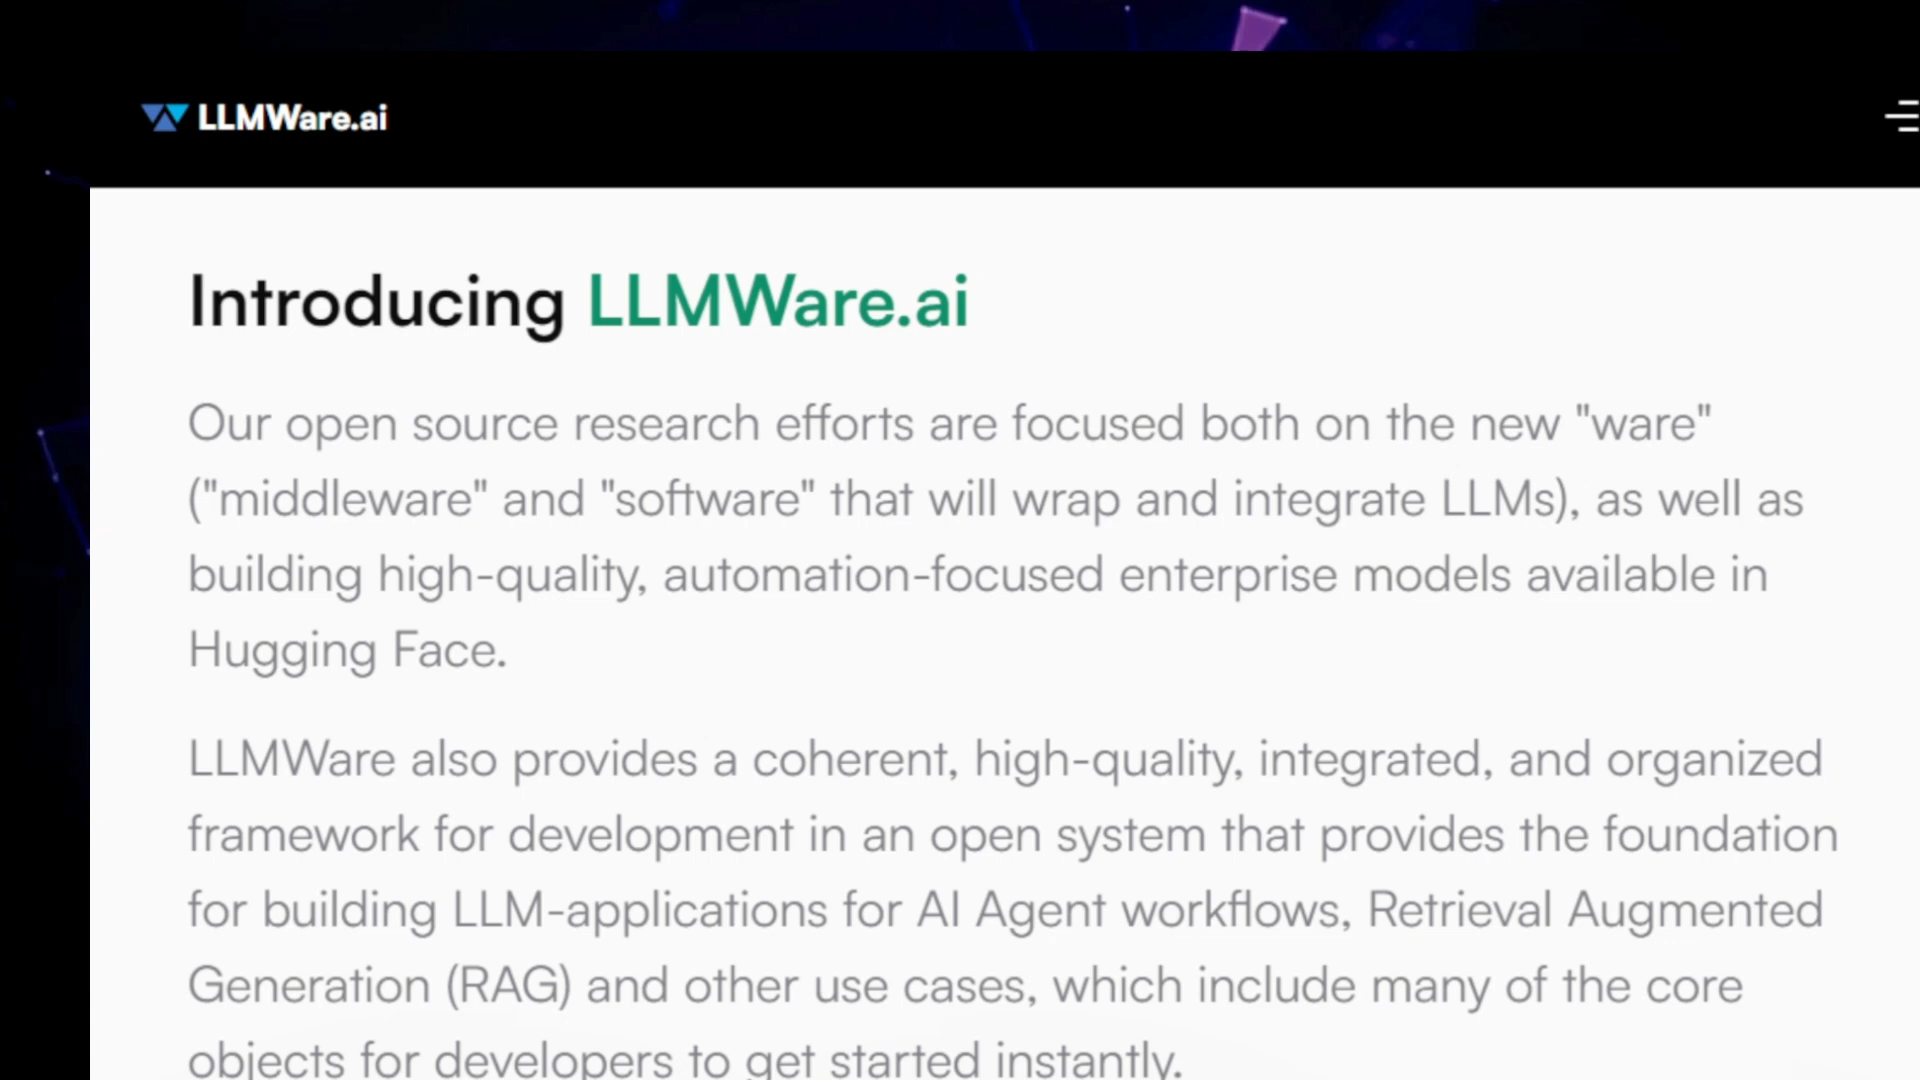 LLMWare.ai
Introducing LLMWare.ai
Our open source research efforts are focused both on the new "ware"
("middleware" and "software" that will wrap and integrate LLMs), as well as
building high-quality, automation-focused enterprise models available in
Hugging Face.
LLMWare also provides a coherent, high-quality, integrated, and organized
framework for development in an open system that provides the foundation
for building LLM-applications for AI Agent workflows, Retrieval Augmented
Generation (RAG) and other use cases, which include many of the core
objects for developers to get started instantly.